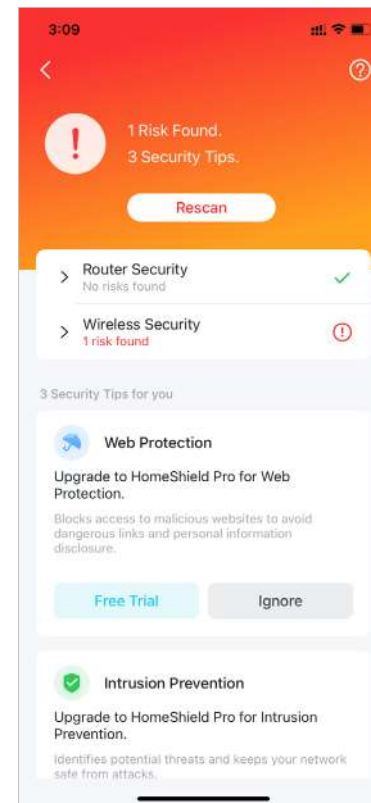 3:09
1 Risk Found.
3 Security Tips.
Rescan
Router Security
No risks found
Wireless Security
1 risk found
3 Security Tips for you
Web Protection
Upgrade to HomeShield Pro for Web
Protection.
Blocks access to malicious websites to avoid
dangerous links and personal information
disclosure.
Free Trial
Ignore
Intrusion Prevention
Upgrade to HomeShield Pro for Intrusion
Prevention.
Identifies potential threats and keeps your network
safe from attacks.